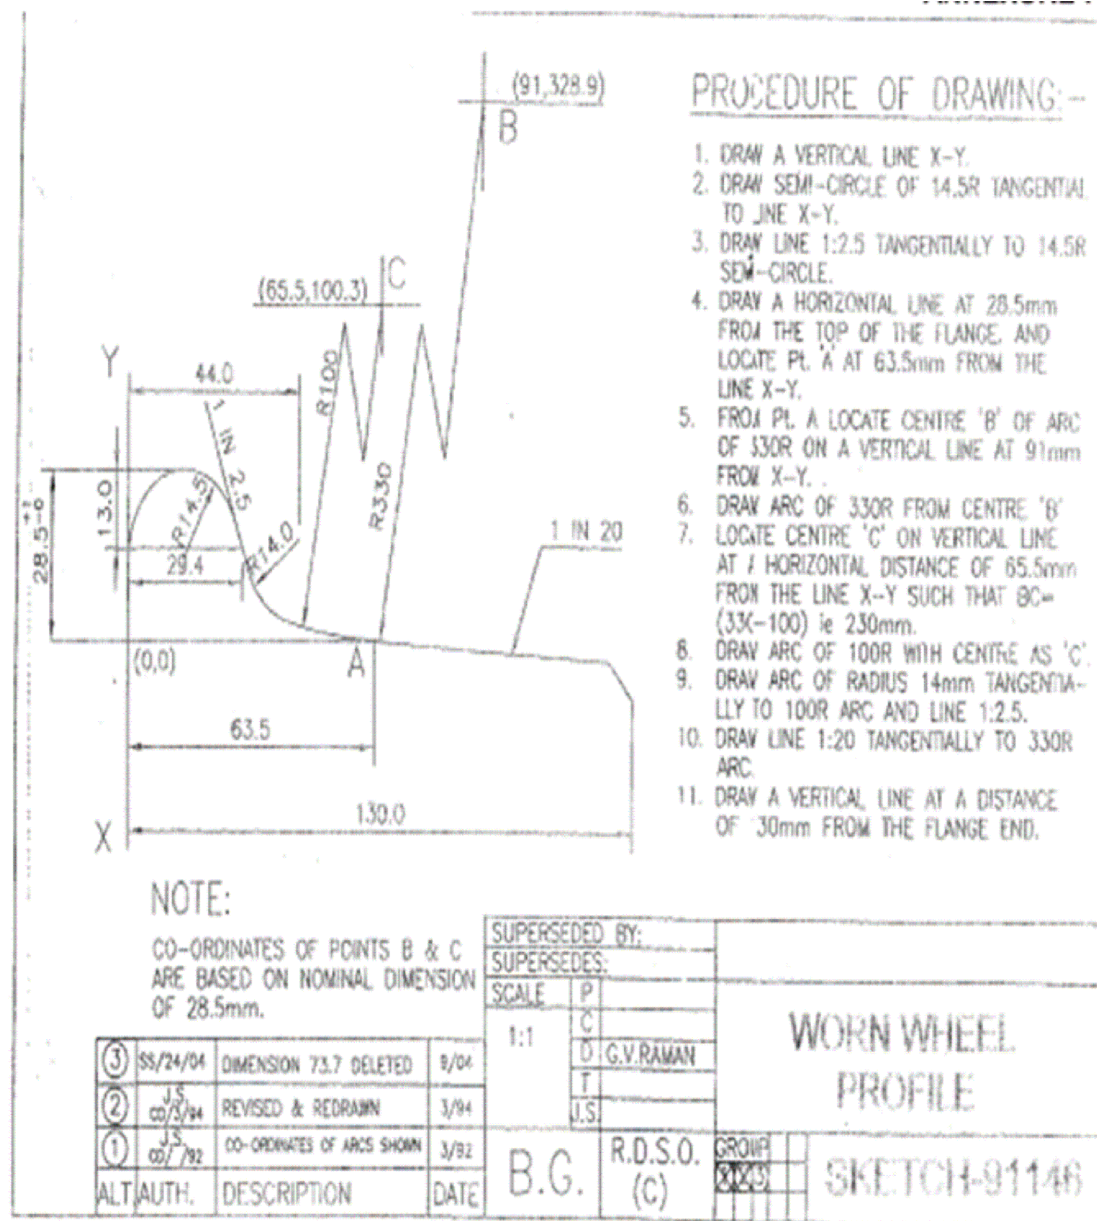 (91,328.9)
B
C
(65.5,100.3)
Y
44.0
R100
1 IN 2.5
R330
13.0
28.5
R14.5
R14.0
29.4
1 IN 20
(0,0)
A
63.5
130.0
X
PROCEDURE OF DRAWING:-
1. DRAW A VERTICAL LINE X-Y.
2. DRAW SEMI-CIRCLE OF 14.5R TANGENTIAL
TO LINE X-Y.
3. DRAW LINE 1:2.5 TANGENTIALLY TO 14.5R
SEMI-CIRCLE.
4. DRAW A HORIZONTAL LINE AT 28.5mm
FROM THE TOP OF THE FLANGE, AND
LOCATE Pt. 'A' AT 63.5mm FROM THE
LINE X-Y.
5. FROM Pt. A LOCATE CENTRE 'B' OF ARC
OF 330R ON A VERTICAL LINE AT 91mm
FROM X-Y.
6. DRAW ARC OF 330R FROM CENTRE 'B'
7. LOCATE CENTRE 'C' ON VERTICAL LINE
AT A HORIZONTAL DISTANCE OF 65.5mm
FROM THE LINE X-Y SUCH THAT BC=
(330-100) ie 230mm.
8. DRAW ARC OF 100R WITH CENTRE AS 'C'.
9. DRAW ARC OF RADIUS 14mm TANGENTIA-
LLY TO 100R ARC AND LINE 1:2.5.
10. DRAW LINE 1:20 TANGENTIALLY TO 330R
ARC.
11. DRAW A VERTICAL LINE AT A DISTANCE
OF 30mm FROM THE FLANGE END.
NOTE:
CO-ORDINATES OF POINTS B & C
ARE BASED ON NOMINAL DIMENSION
OF 28.5mm.
3 SS/24/04 DIMENSION 73.7 DELETED 9/04
2 J.S. REVISED & REDRAWN 3/94
1 J.S. CO-ORDINATES OF ARCS SHOWN 3/92
ALT AUTH. DESCRIPTION DATE
SUPERSEDED BY:
SUPERSEDES:
SCALE
1:1
P
C
D G.V.RAMAN
T
J.S.
B.G.
R.D.S.O.
(C)
WORN WHEEL
PROFILE
GROUP
SKETCH-91146